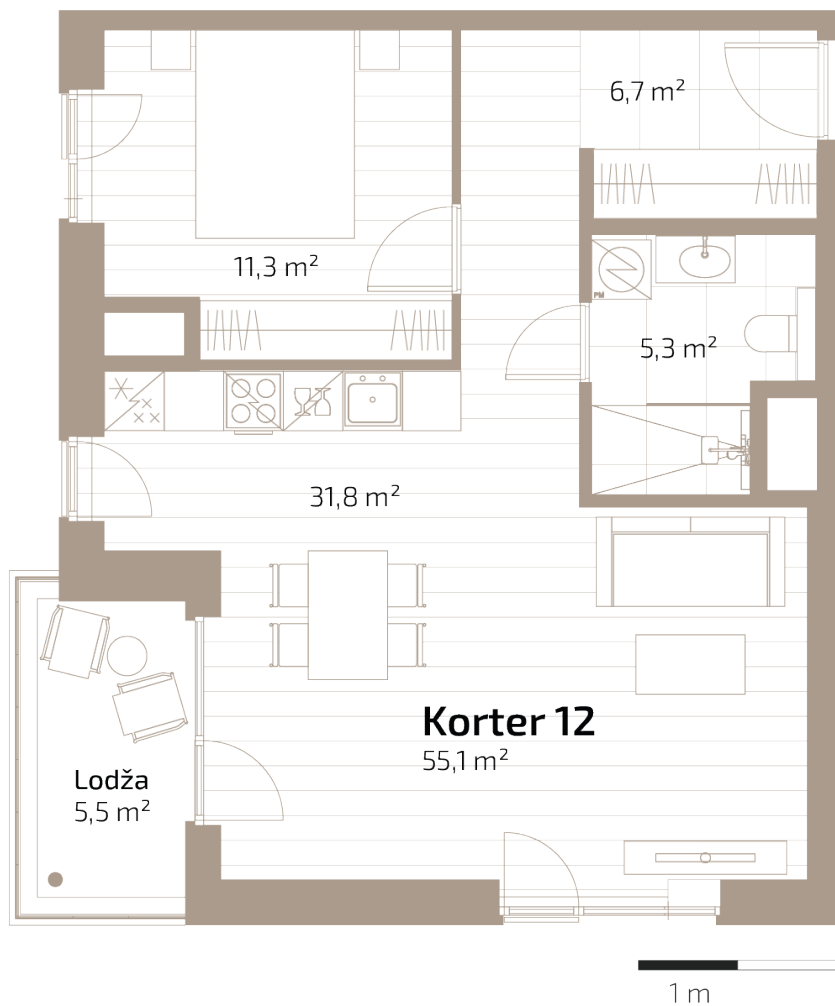 6,7 m²
11,3 m²
5,3 m²
31,8 m²
Korter 12
55,1 m²
Lodža
5,5 m²
1 m